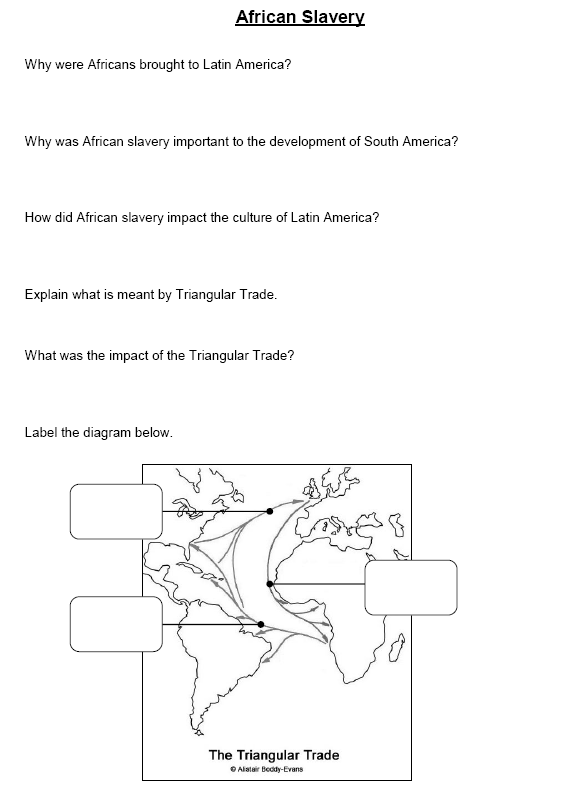 African Slavery
Why were Africans brought to Latin America?
Why was African slavery important to the development of South America?
How did African slavery impact the culture of Latin America?
Explain what is meant by Triangular Trade.
What was the impact of the Triangular Trade?
Label the diagram below.
The Triangular Trade
© Alistair Boddy-Evans